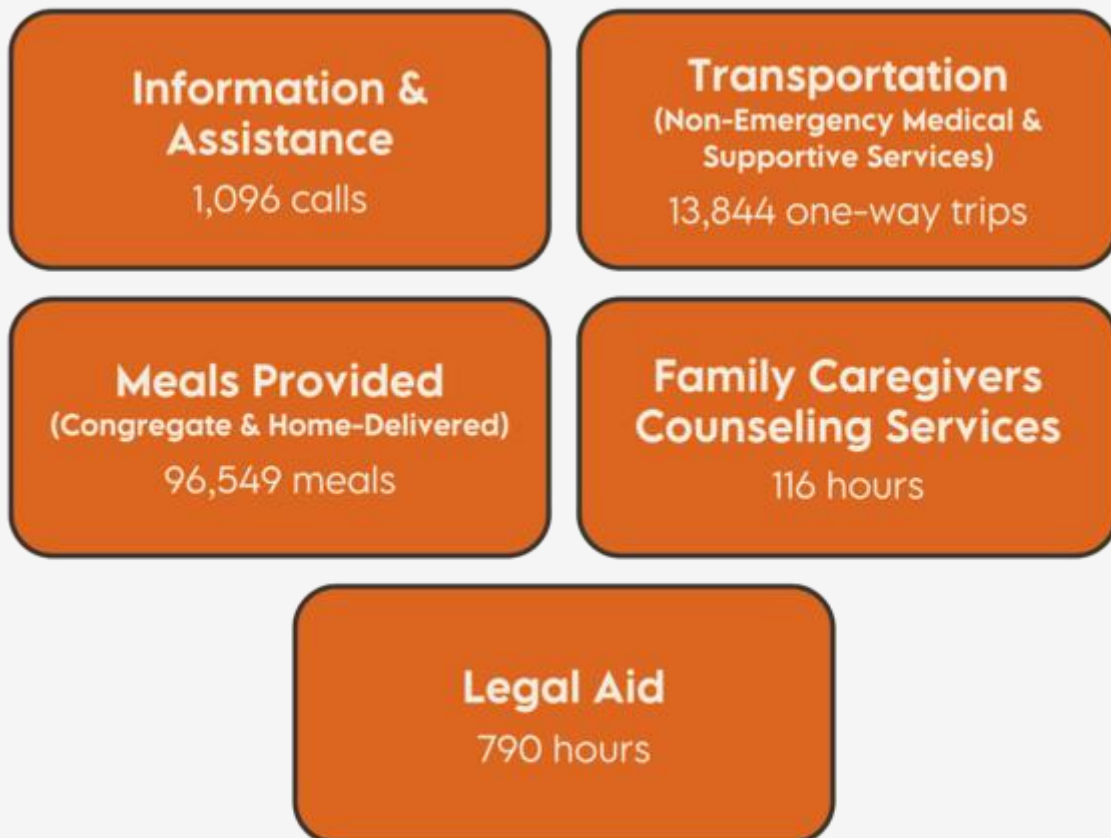 Information &
Assistance
1,096 calls
Transportation
(Non-Emergency Medical &
Supportive Services)
13,844 one-way trips
Meals Provided
(Congregate & Home-Delivered)
96,549 meals
Family Caregivers
Counseling Services
116 hours
Legal Aid
790 hours